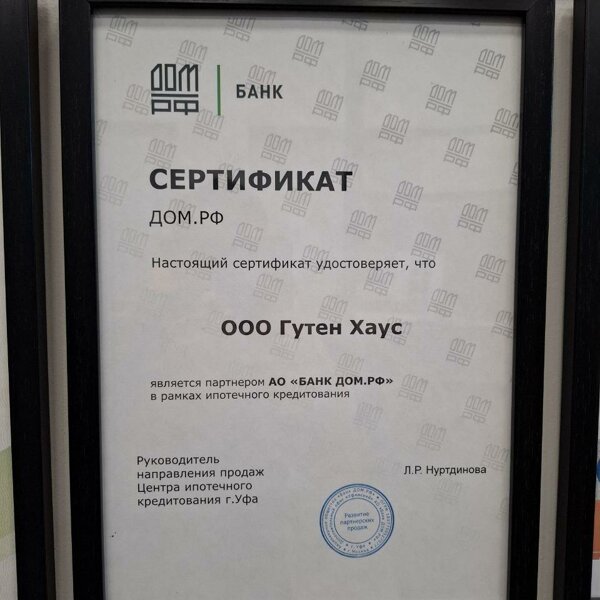 ДОМ
РФ
БАНК
СЕРТИФИКАТ
ДОМ.РФ
Настоящий сертификат удостоверяет, что
ООО Гутен Хаус
является партнером АО «БАНК ДОМ.РФ»
в рамках ипотечного кредитования
Руководитель
направления продаж
Центра ипотечного
кредитования г.Уфа
Л.Р. Нуртдинова
Развитие
партнерских
продаж